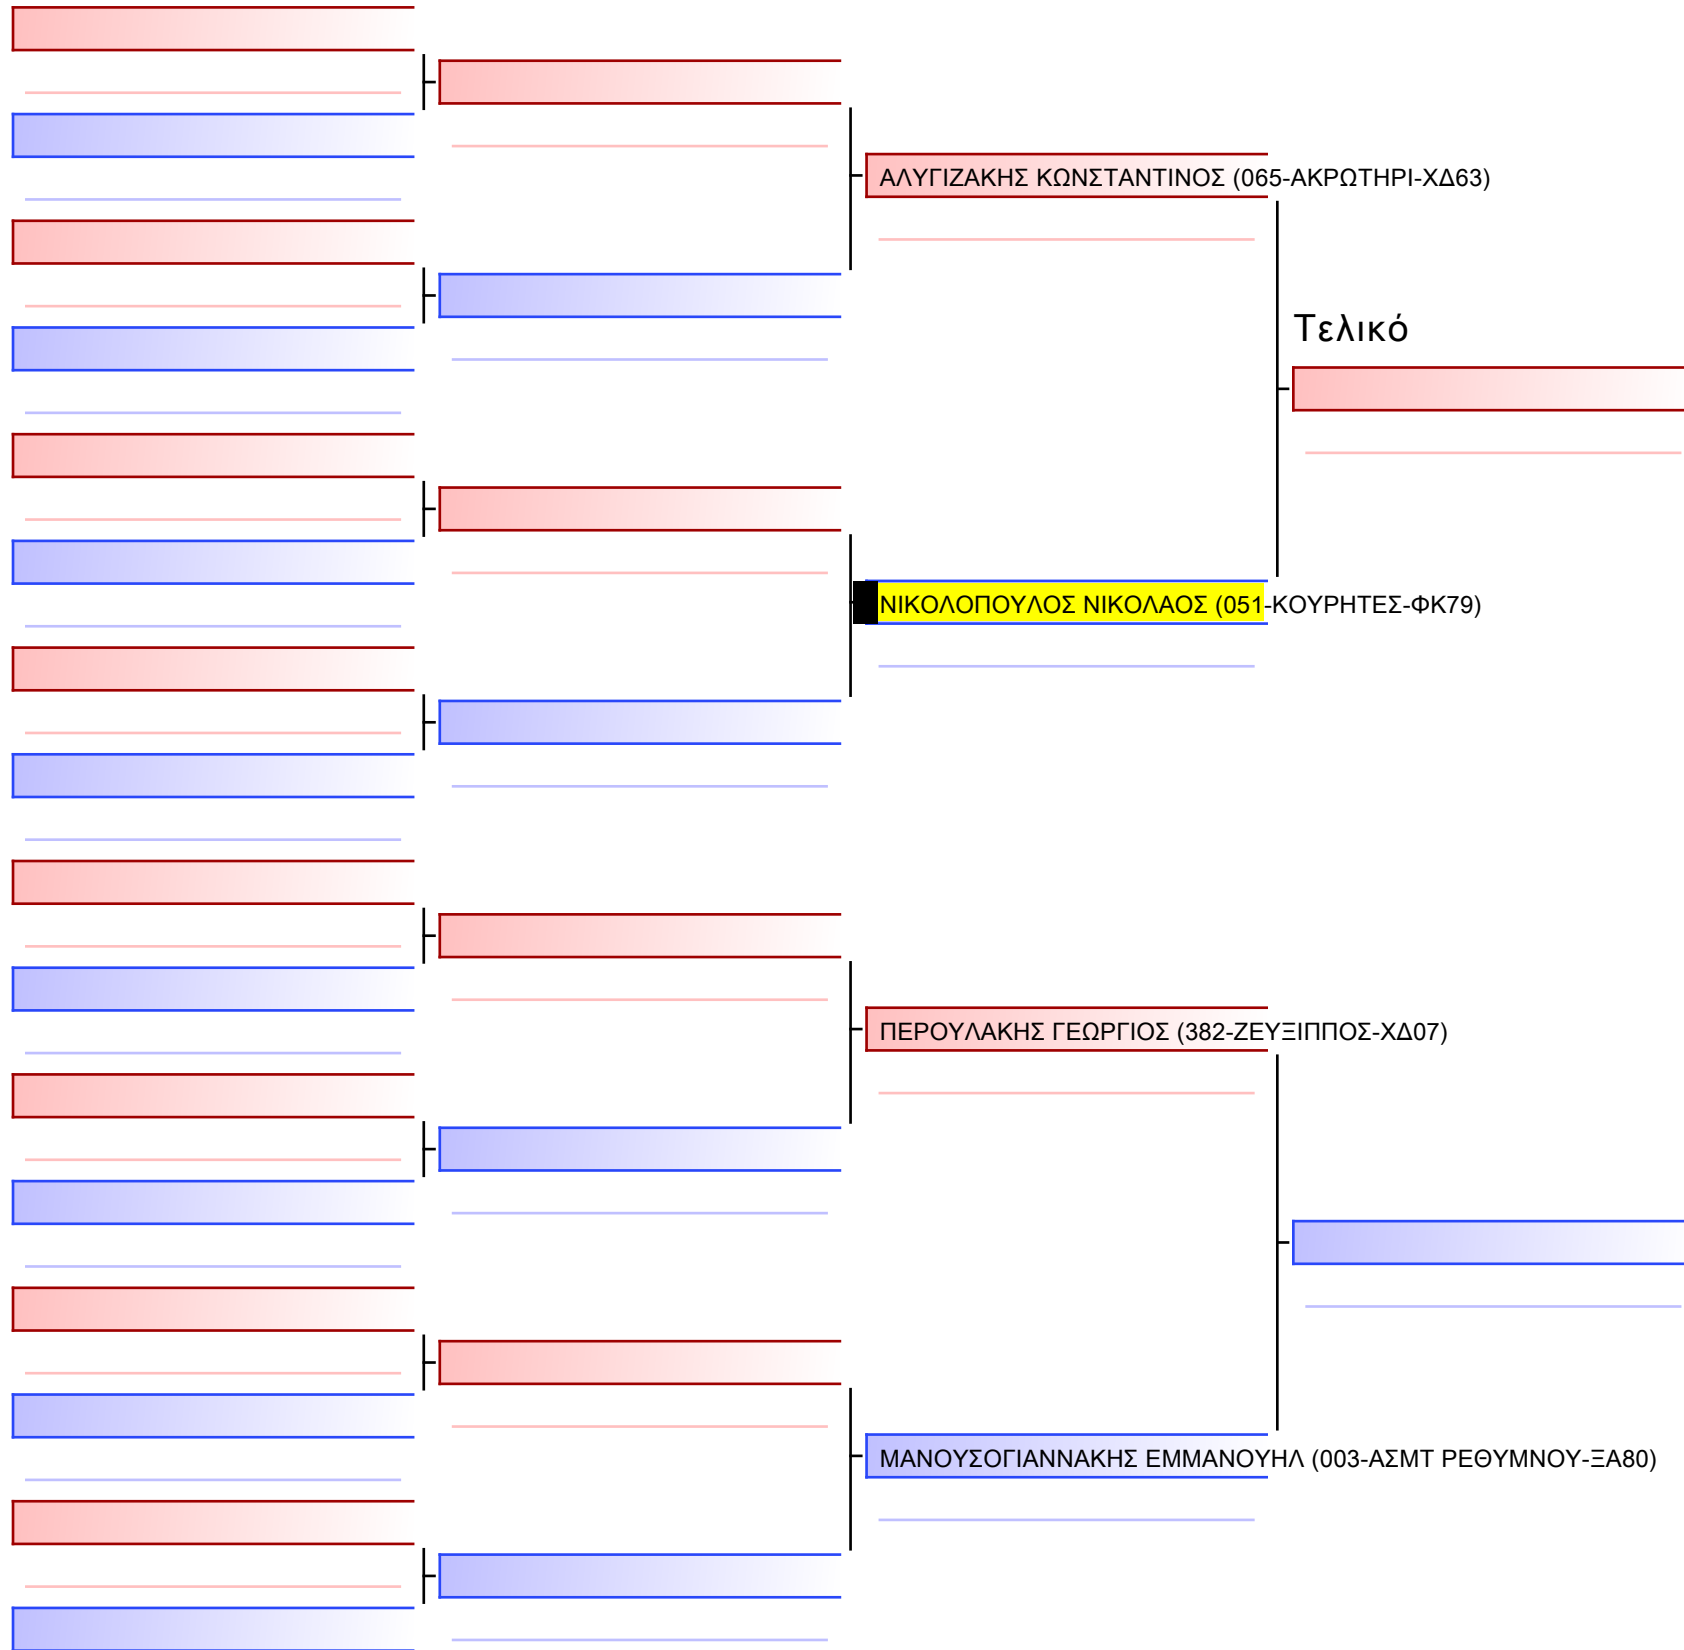 ΑΛΥΓΙΖΑΚΗΣ ΚΩΝΣΤΑΝΤΙΝΟΣ (065-ΑΚΡΩΤΗΡΙ-ΧΔ63)
Τελικό
ΝΙΚΟΛΟΠΟΥΛΟΣ ΝΙΚΟΛΑΟΣ (051-ΚΟΥΡΗΤΕΣ-ΦΚ79)
ΠΕΡΟΥΛΑΚΗΣ ΓΕΩΡΓΙΟΣ (382-ΖΕΥΞΙΠΠΟΣ-ΧΔ07)
ΜΑΝΟΥΣΟΓΙΑΝΝΑΚΗΣ ΕΜΜΑΝΟΥΗΛ (003-ΑΣΜΤ ΡΕΘΥΜΝΟΥ-ΞΑ80)